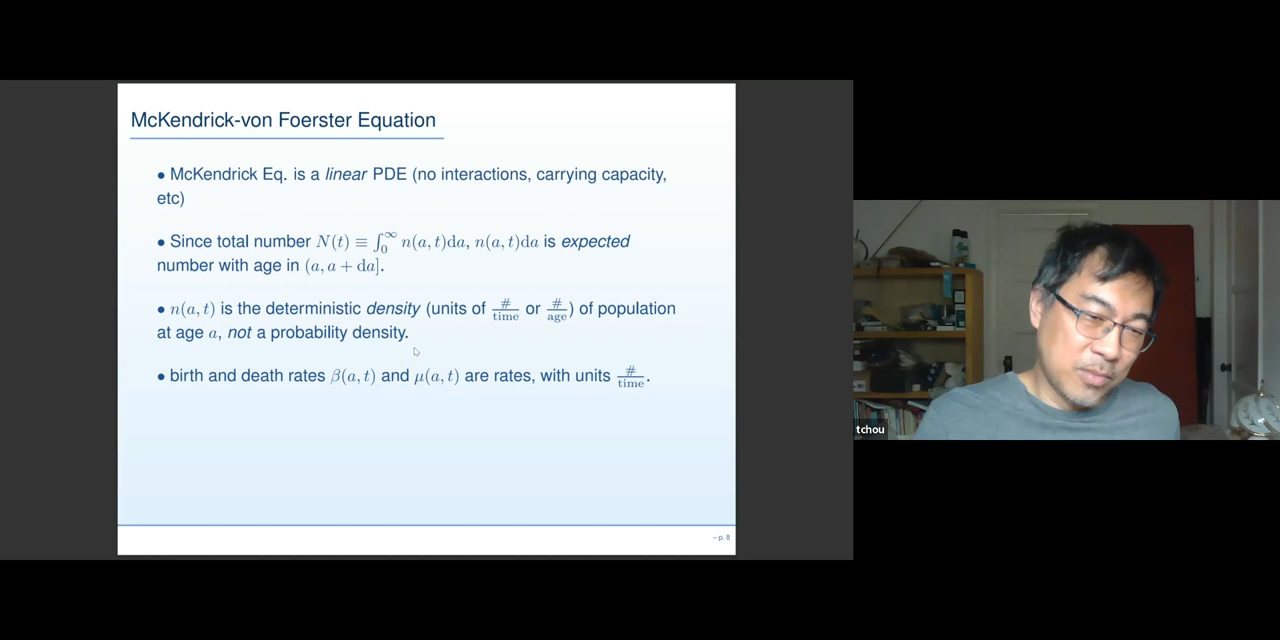 McKendrick-von Foerster Equation
• McKendrick Eq. is a linear PDE (no interactions, carrying capacity,
etc)
• Since total number N(t) ≡ ∫₀^∞ n(a, t)da, n(a, t)da is expected
number with age in (a, a + da].
• n(a, t) is the deterministic density (units of #/time or #/age) of population
at age a, not a probability density.
• birth and death rates β(a, t) and μ(a, t) are rates, with units #/time.
– p. 8
tchou